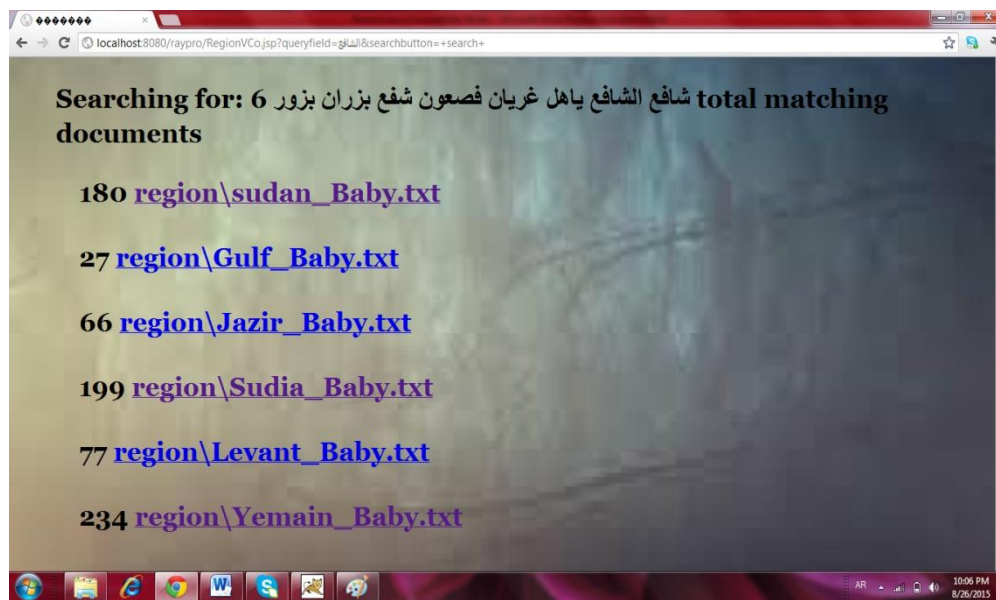 �������
localhost:8080/raypro/RegionVCo.jsp?queryfield=الشافع&searchbutton=+search+
Searching for: 6 شافع الشافع ياهل غريان فصعون شفع بزران بزور total matching
documents
180 region\sudan_Baby.txt
27 region\Gulf_Baby.txt
66 region\Jazir_Baby.txt
199 region\Sudia_Baby.txt
77 region\Levant_Baby.txt
234 region\Yemain_Baby.txt
AR
10:06 PM
8/26/2015